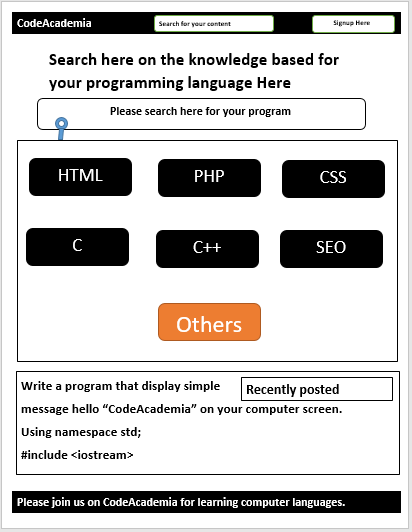 CodeAcademia
Search for your content
Signup Here
Search here on the knowledge based for
your programming language Here
Please search here for your program
HTML
PHP
CSS
C
C++
SEO
Others
Write a program that display simple
Recently posted
message hello “CodeAcademia” on your computer screen.
Using namespace std;
#include <iostream>
Please join us on CodeAcademia for learning computer languages.